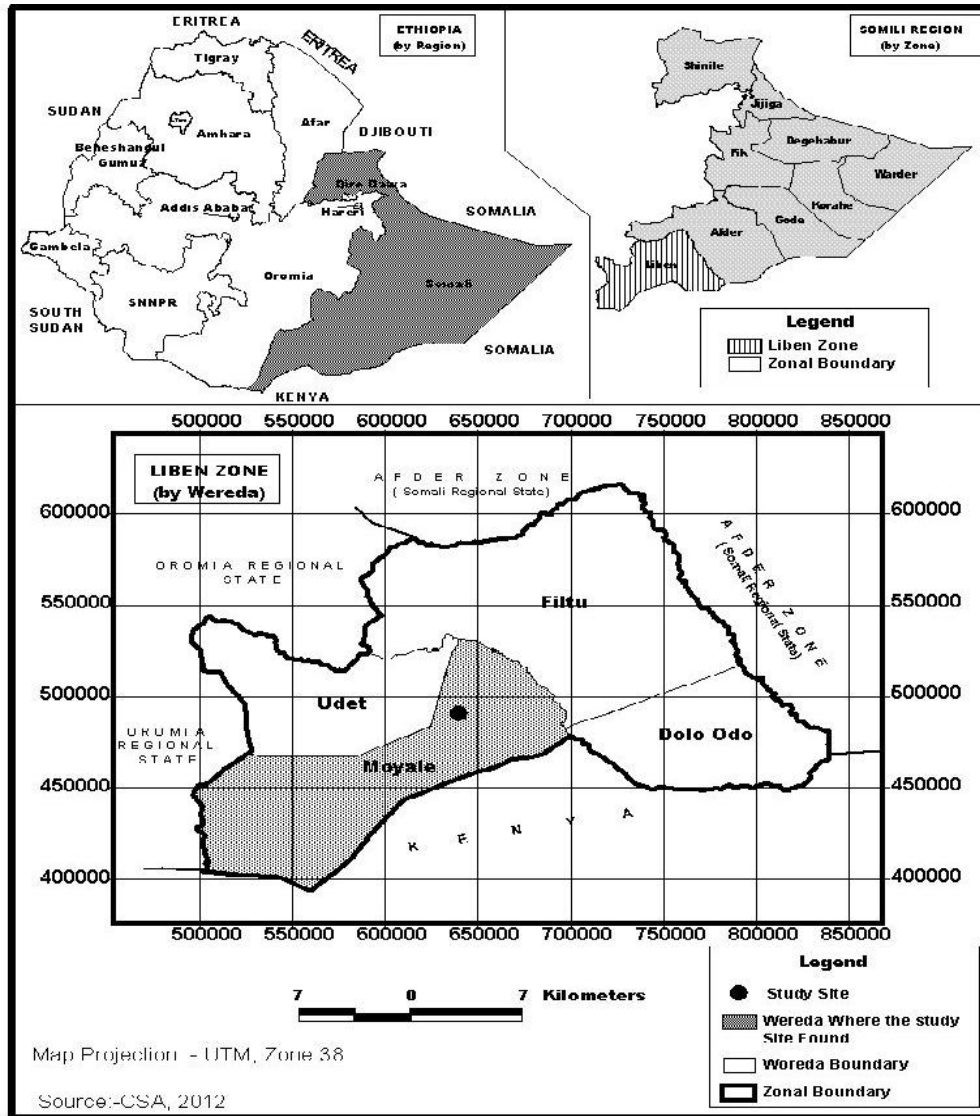 ERITREA
ETHIOPIA
(by Region)
ERITREA
Tigray
SUDAN
Amhara
Afar
DJIBOUTI
Beneshangul
Gumuz
Dire Dawa
Hareri
Addis Ababa
SOMALIA
Gambela
Oromia
SNNPR
SOUTH
SUDAN
SOMALIA
KENYA
SOMILI REGION
(by Zone)
Shinile
Jijiga
Degehabur
Fik
Warder
Korahe
Gode
Afder
Liben
Legend
Liben Zone
Zonal Boundary
500000 550000 600000 650000 700000 750000 800000 850000
LIBEN ZONE
(by Wereda)
AFDER ZONE
( Somali Regional State)
600000 600000
AFDER ZONE
(Somali Regional State)
OROMIA REGIONAL
STATE
550000 550000
Filtu
500000 500000
Udet
Dolo Odo
UKUMIA
REGIONAL
STATE
Moyale
450000 450000
KENYA
400000 400000
500000 550000 600000 650000 700000 750000 800000 850000
7 0 7 Kilometers
Legend
Study Site
Wereda Where the study
Site Found
Woreda Boundary
Zonal Boundary
Map Projection - UTM, Zone 38
Source:-CSA, 2012